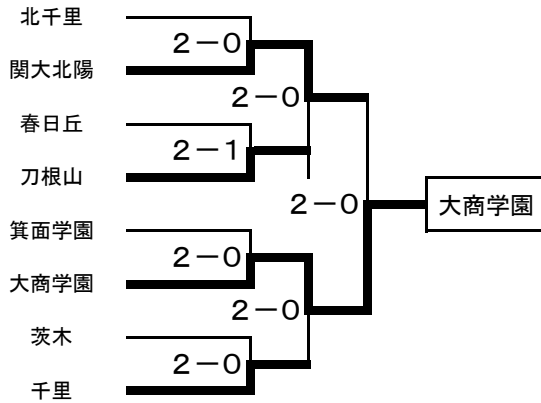 北千里
2－0
関大北陽
2－0
春日丘
2－1
刀根山
2－0
大商学園
箕面学園
2－0
大商学園
2－0
茨木
2－0
千里